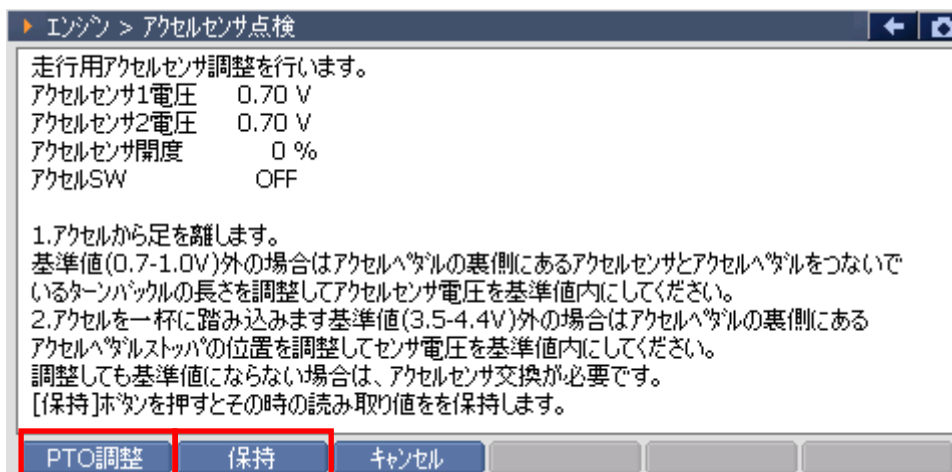 エンジン > アクセルセンサ点検
走行用アクセルセンサ調整を行います。
アクセルセンサ1電圧 0.70 V
アクセルセンサ2電圧 0.70 V
アクセルセンサ開度 0 %
アクセルSW OFF
1.アクセルから足を離します。
基準値(0.7-1.0V)外の場合はアクセルペダルの裏側にあるアクセルセンサとアクセルペダルをつないで
いるターンバックルの長さを調整してアクセルセンサ電圧を基準値内にしてください。
2.アクセルを一杯に踏み込みます基準値(3.5-4.4V)外の場合はアクセルペダルの裏側にある
アクセルペダルストッパの位置を調整してセンサ電圧を基準値内にしてください。
調整しても基準値にならない場合は、アクセルセンサ交換が必要です。
[保持]ボタンを押すとその時の読み取り値をを保持します。
PTO調整 保持 キャンセル